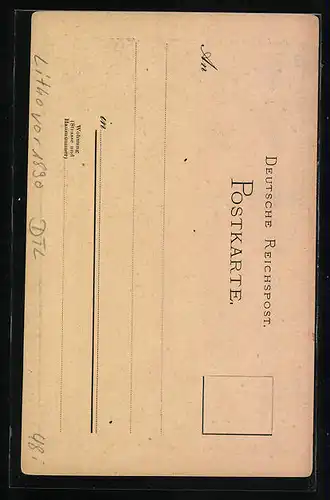 DEUTSCHE REICHSPOST.
POSTKARTE.
An
in
Wohnung
(Strasse und
Hausnummer)
Litho vor 1890 DTL
48,-